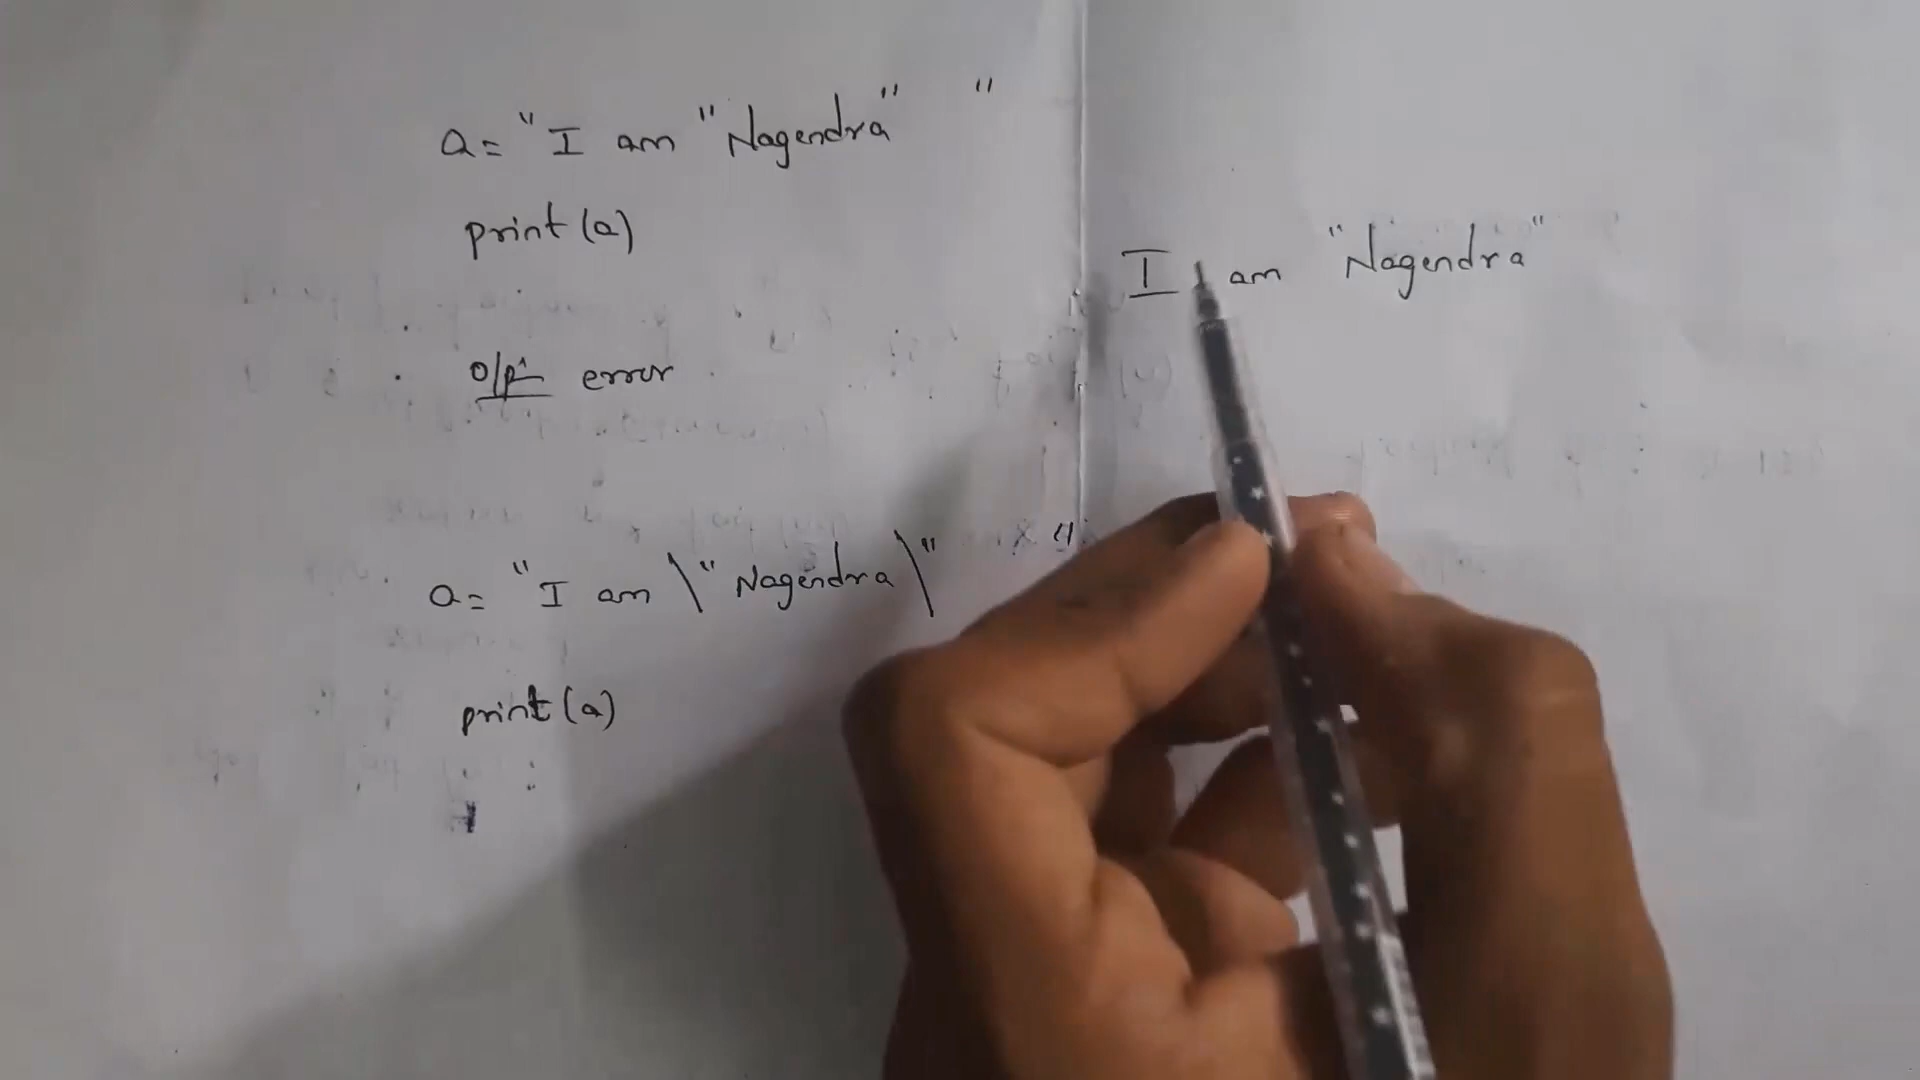 a= "I am "Nagendra" "
print(a)
o/p error
I am "Nagendra"
a= "I am \"Nagendra\" "
print(a)